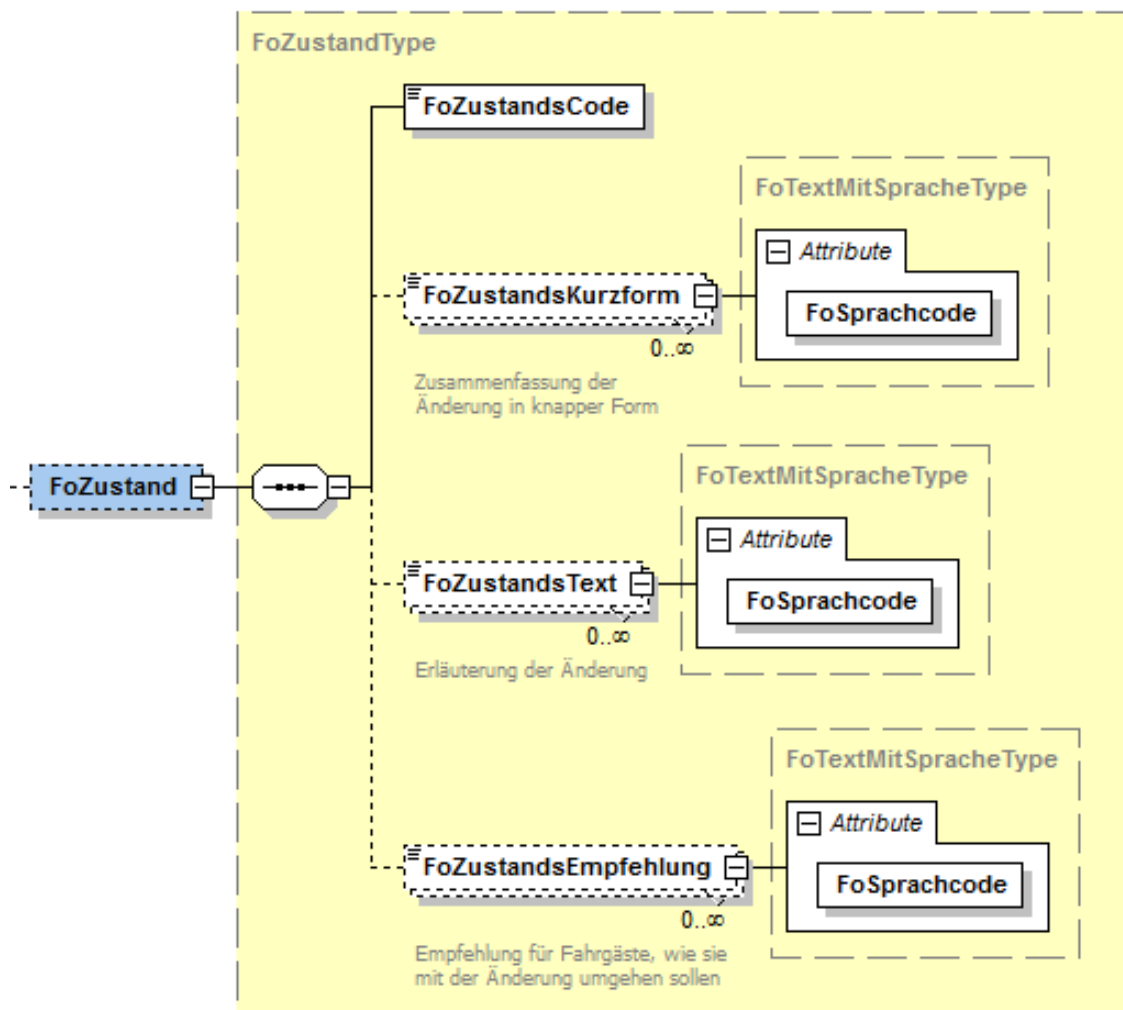 FoZustandType
FoZustandsCode
FoTextMitSpracheType
Attribute
FoZustandsKurzform
FoSprachcode
0..∞
Zusammenfassung der
Änderung in knapper Form
FoZustand
FoTextMitSpracheType
Attribute
FoZustandsText
FoSprachcode
0..∞
Erläuterung der Änderung
FoTextMitSpracheType
Attribute
FoZustandsEmpfehlung
FoSprachcode
0..∞
Empfehlung für Fahrgäste, wie sie
mit der Änderung umgehen sollen